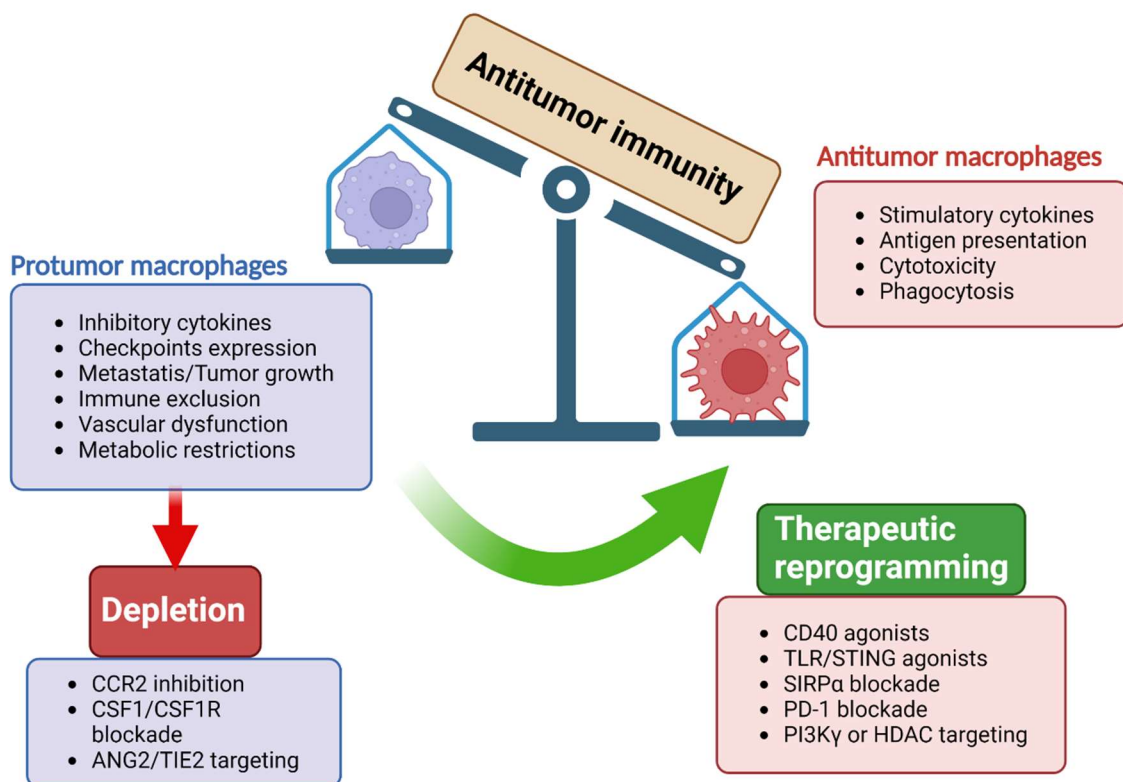 Antitumor immunity
Antitumor macrophages
• Stimulatory cytokines
• Antigen presentation
• Cytotoxicity
• Phagocytosis
Protumor macrophages
• Inhibitory cytokines
• Checkpoints expression
• Metastatis/Tumor growth
• Immune exclusion
• Vascular dysfunction
• Metabolic restrictions
Depletion
• CCR2 inhibition
• CSF1/CSF1R
blockade
• ANG2/TIE2 targeting
Therapeutic
reprogramming
• CD40 agonists
• TLR/STING agonists
• SIRPα blockade
• PD-1 blockade
• PI3Kγ or HDAC targeting